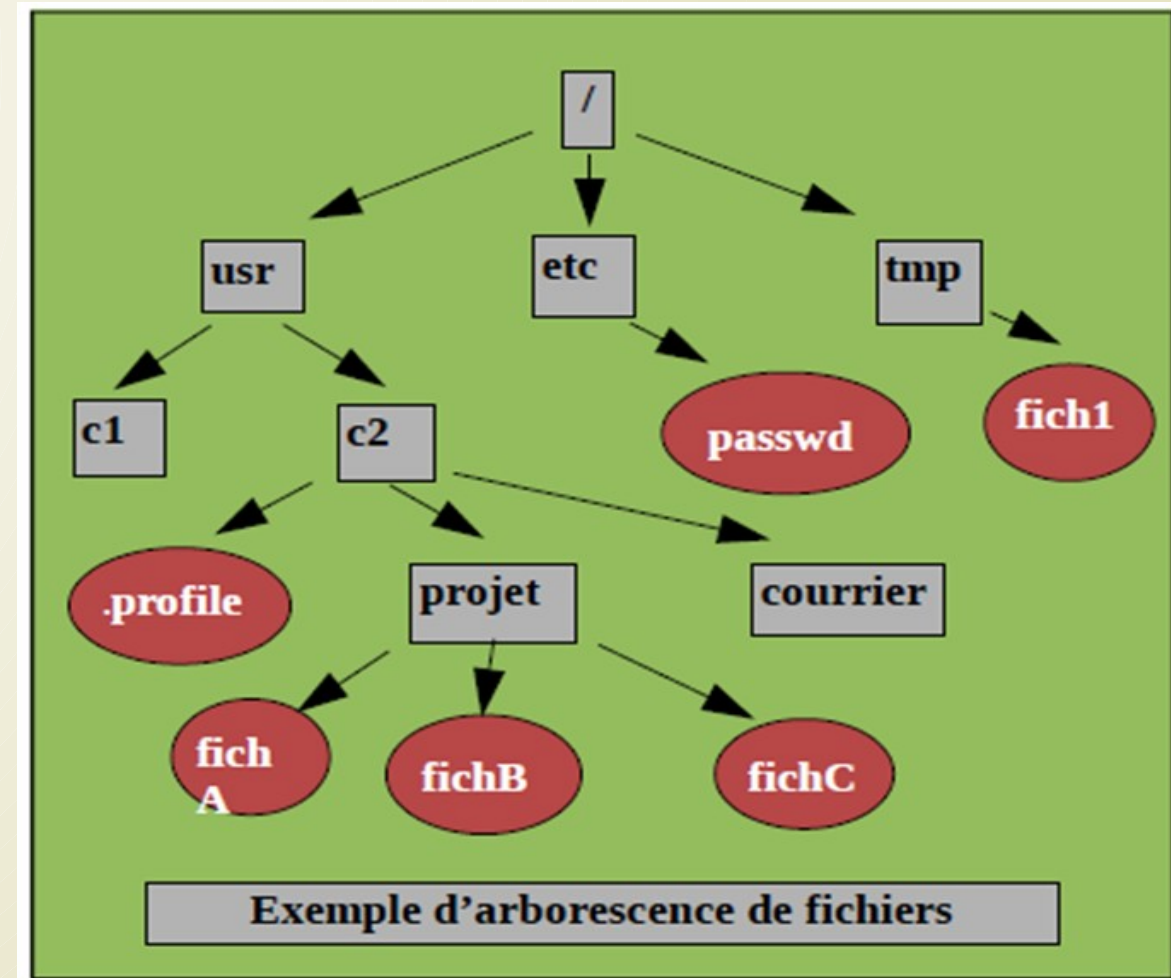 /
usr
etc
tmp
c1
c2
passwd
fich1
.profile
projet
courrier
fich
A
fichB
fichC
Exemple d’arborescence de fichiers